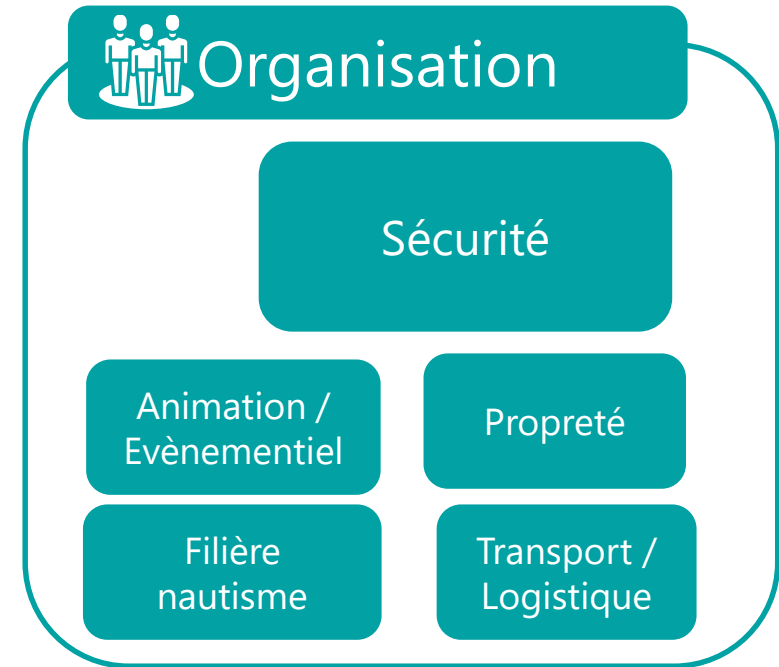 Organisation
Sécurité
Animation /
Evènementiel
Propreté
Filière
nautisme
Transport /
Logistique